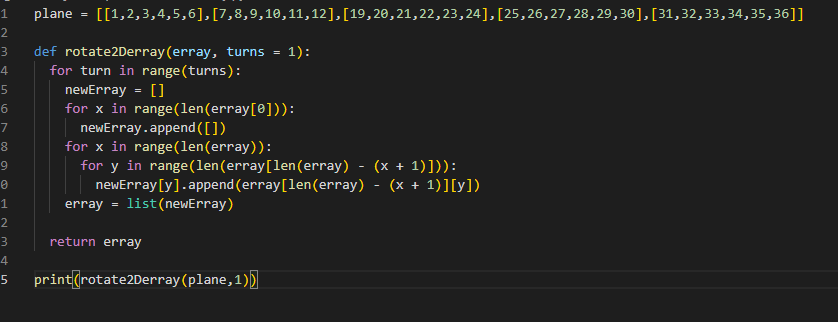 1 plane = [[1,2,3,4,5,6],[7,8,9,10,11,12],[19,20,21,22,23,24],[25,26,27,28,29,30],[31,32,33,34,35,36]]
2
3 def rotate2Derray(erray, turns = 1):
4   for turn in range(turns):
5     newErray = []
6     for x in range(len(erray[0])):
7       newErray.append([])
8     for x in range(len(erray)):
9       for y in range(len(erray[len(erray) - (x + 1)])):
0         newErray[y].append(erray[len(erray) - (x + 1)][y])
1     erray = list(newErray)
2
3   return erray
4
5 print(rotate2Derray(plane,1))